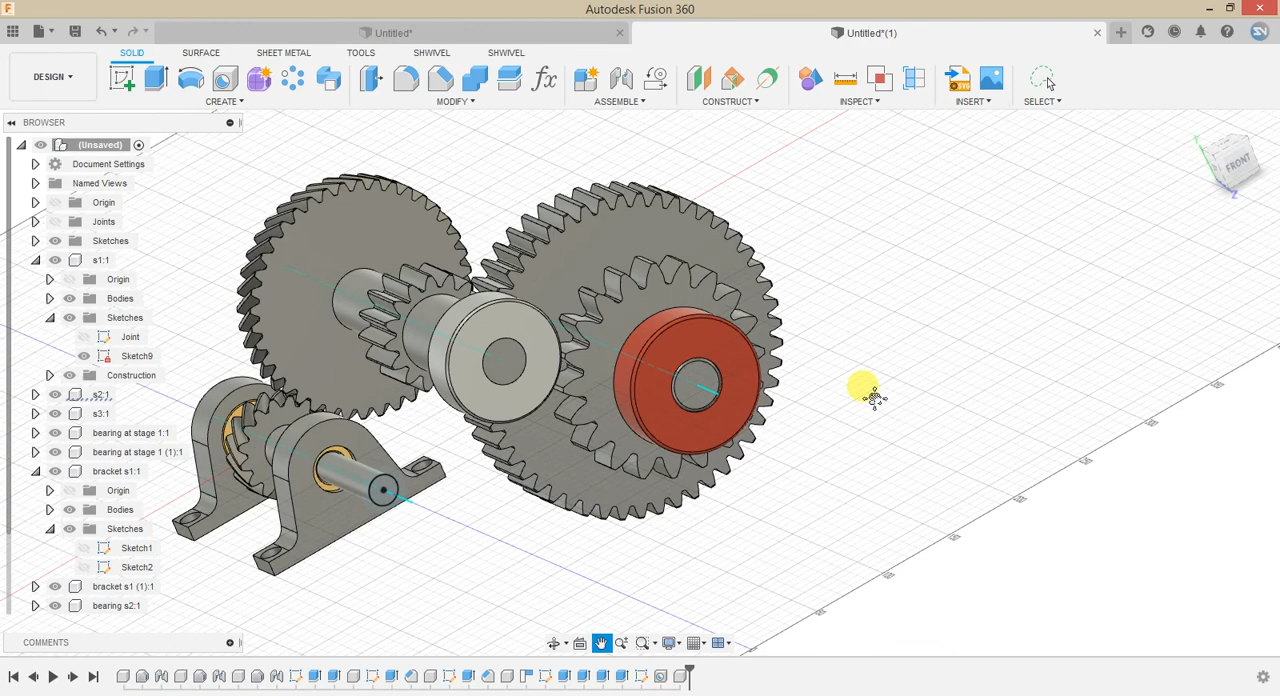 Autodesk Fusion 360
Untitled*
Untitled*(1)
SOLID SURFACE SHEET METAL TOOLS SHWIVEL SHWIVEL
DESIGN
CREATE MODIFY ASSEMBLE CONSTRUCT INSPECT INSERT SELECT
BROWSER
(Unsaved)
Document Settings
Named Views
Origin
Joints
Sketches
s1:1
Origin
Bodies
Sketches
Joint
Sketch9
Construction
s2:1
s3:1
bearing at stage 1:1
bearing at stage 1 (1):1
bracket s1:1
Origin
Bodies
Sketches
Sketch1
Sketch2
bracket s1 (1):1
bearing s2:1
FRONT
Z
COMMENTS